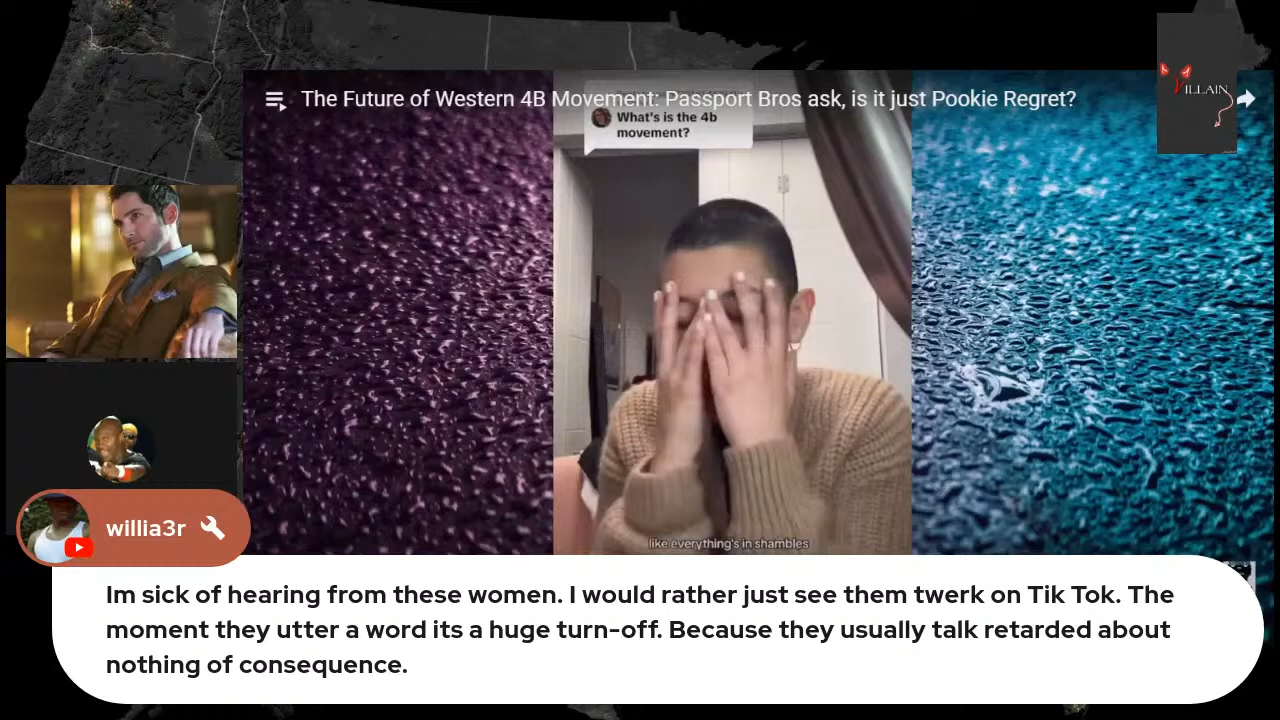 The Future of Western 4B Movement: Passport Bros ask, is it just Pookie Regret?
VILLAIN
What's is the 4b
movement?
like everything's in shambles
willia3r
Im sick of hearing from these women. I would rather just see them twerk on Tik Tok. The
moment they utter a word its a huge turn-off. Because they usually talk retarded about
nothing of consequence.